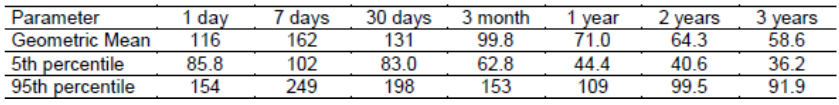 Parameter 1 day 7 days 30 days 3 month 1 year 2 years 3 years
Geometric Mean 116 162 131 99.8 71.0 64.3 58.6
5th percentile 85.8 102 83.0 62.8 44.4 40.6 36.2
95th percentile 154 249 198 153 109 99.5 91.9